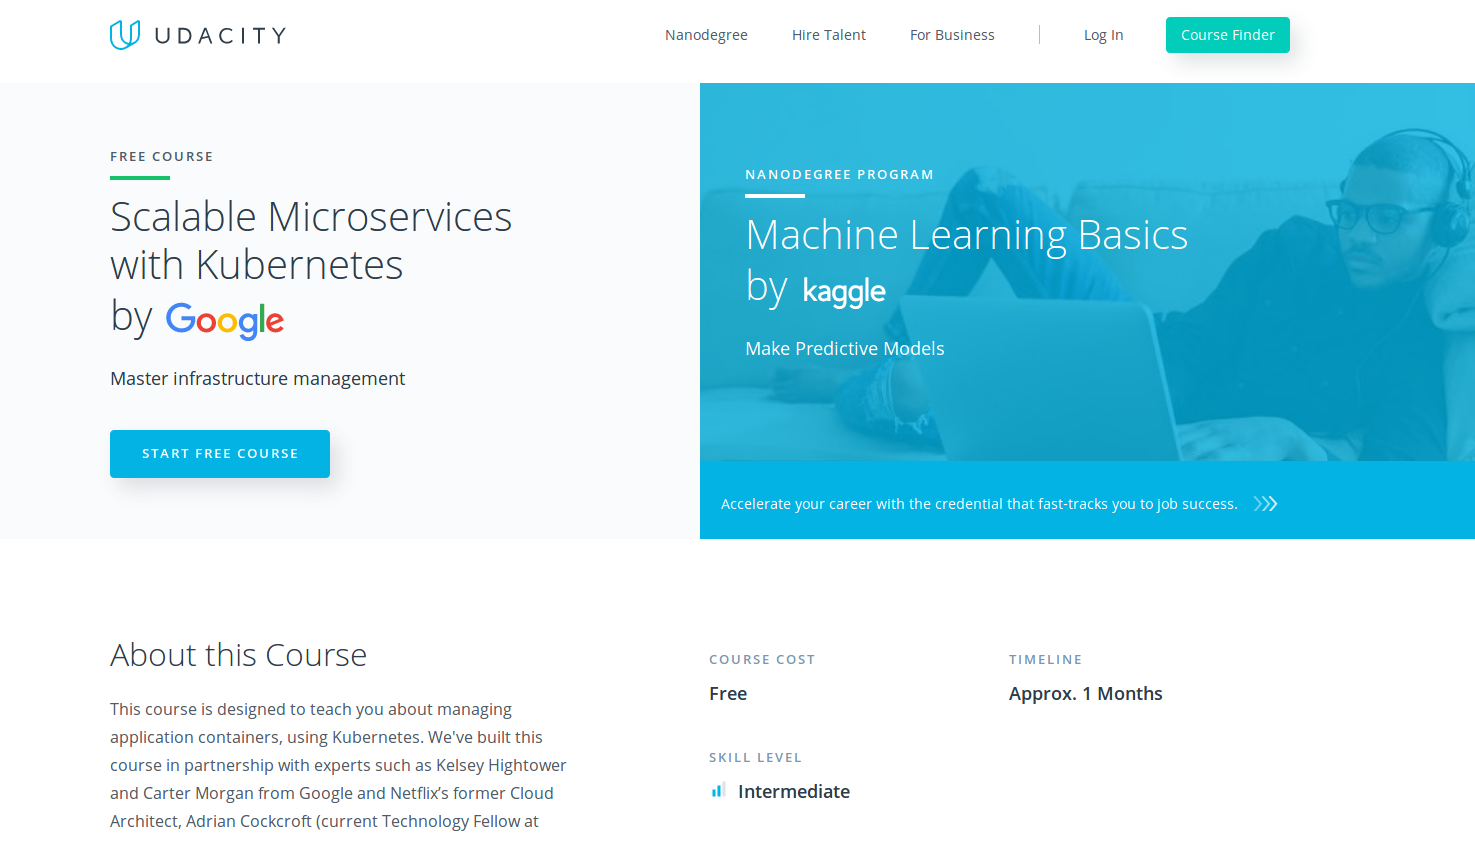 UDACITY
Nanodegree
Hire Talent
For Business
Log In
Course Finder
FREE COURSE
Scalable Microservices
with Kubernetes
by Google
Master infrastructure management
START FREE COURSE
NANODEGREE PROGRAM
Machine Learning Basics
by kaggle
Make Predictive Models
Accelerate your career with the credential that fast-tracks you to job success.
About this Course
This course is designed to teach you about managing
application containers, using Kubernetes. We've built this
course in partnership with experts such as Kelsey Hightower
and Carter Morgan from Google and Netflix’s former Cloud
Architect, Adrian Cockcroft (current Technology Fellow at
COURSE COST
Free
TIMELINE
Approx. 1 Months
SKILL LEVEL
Intermediate